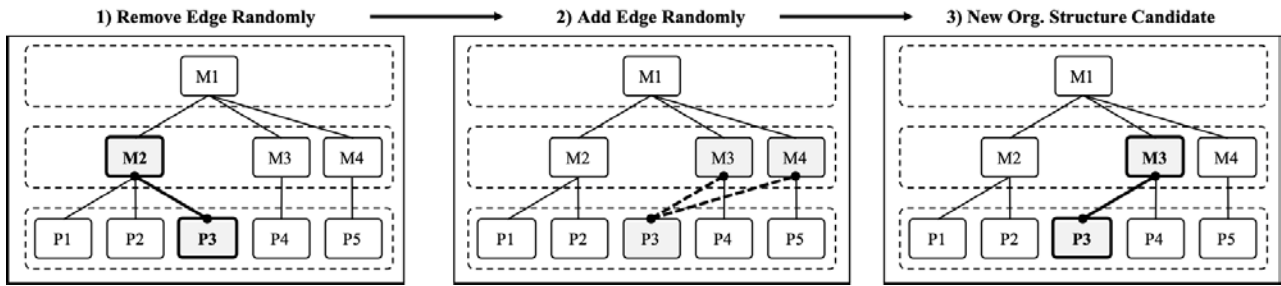 1) Remove Edge Randomly
2) Add Edge Randomly
3) New Org. Structure Candidate
M1
M2 M3 M4
P1 P2 P3 P4 P5
M1
M2 M3 M4
P1 P2 P3 P4 P5
M1
M2 M3 M4
P1 P2 P3 P4 P5